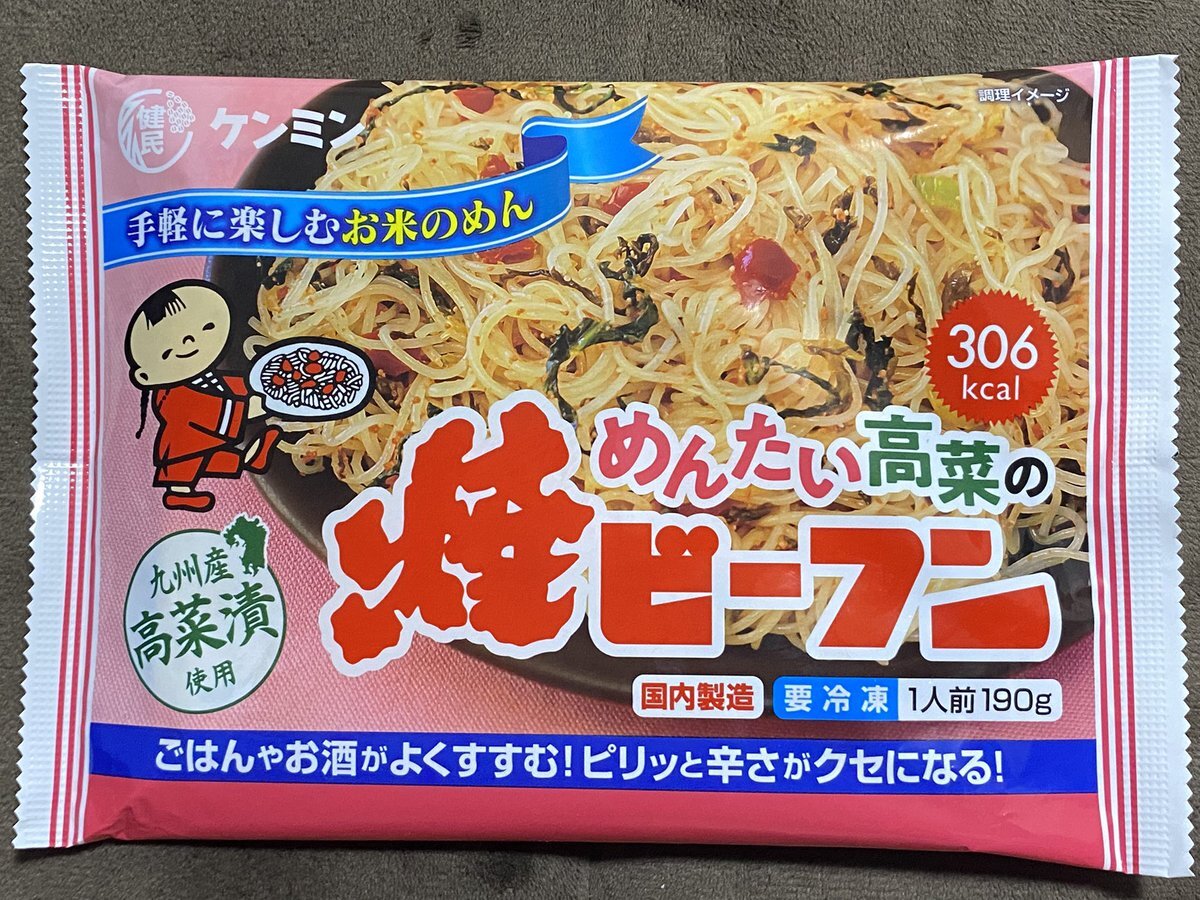 健民
ケンミン
調理イメージ
手軽に楽しむお米のめん
306
kcal
めんたい高菜の
焼ビーフン
九州産
高菜漬
使用
国内製造
要冷凍 1人前190g
ごはんやお酒がよくすすむ!ピリッと辛さがクセになる!